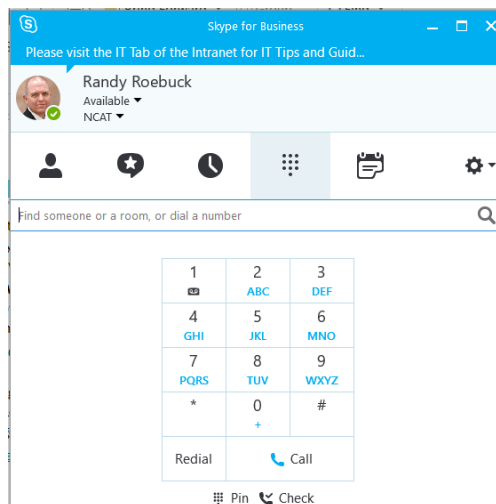 Skype for Business
Please visit the IT Tab of the Intranet for IT Tips and Guid...
Randy Roebuck
Available
NCAT
Find someone or a room, or dial a number
1 2 3
ABC DEF
4 5 6
GHI JKL MNO
7 8 9
PQRS TUV WXYZ
* 0 #
+
Redial Call
Pin Check